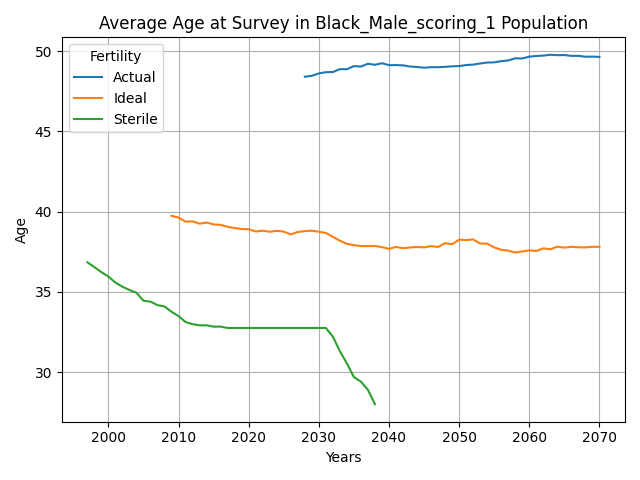 Average Age at Survey in Black_Male_scoring_1 Population
Fertility
Actual
Ideal
Sterile
Age
50
45
40
35
30
2000 2010 2020 2030 2040 2050 2060 2070
Years